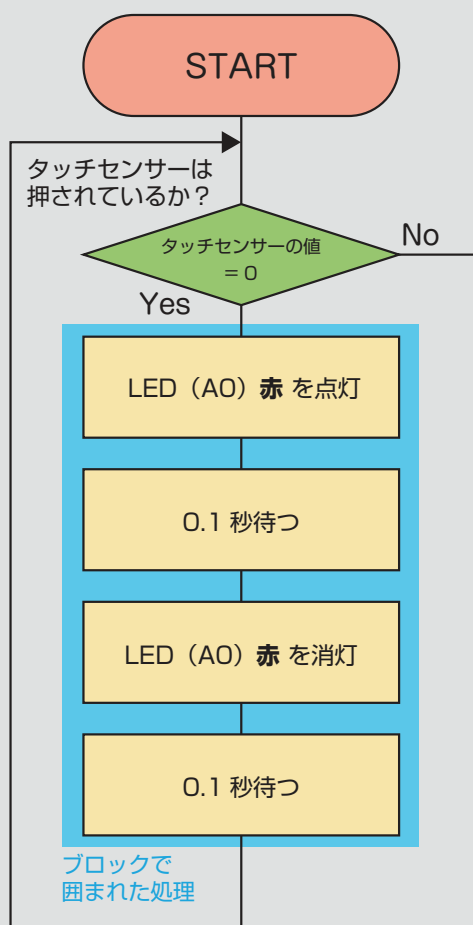 START
タッチセンサーは
押されているか？
タッチセンサーの値
= 0
No
Yes
LED（A0）赤 を点灯
0.1 秒待つ
LED（A0）赤 を消灯
0.1 秒待つ
ブロックで
囲まれた処理